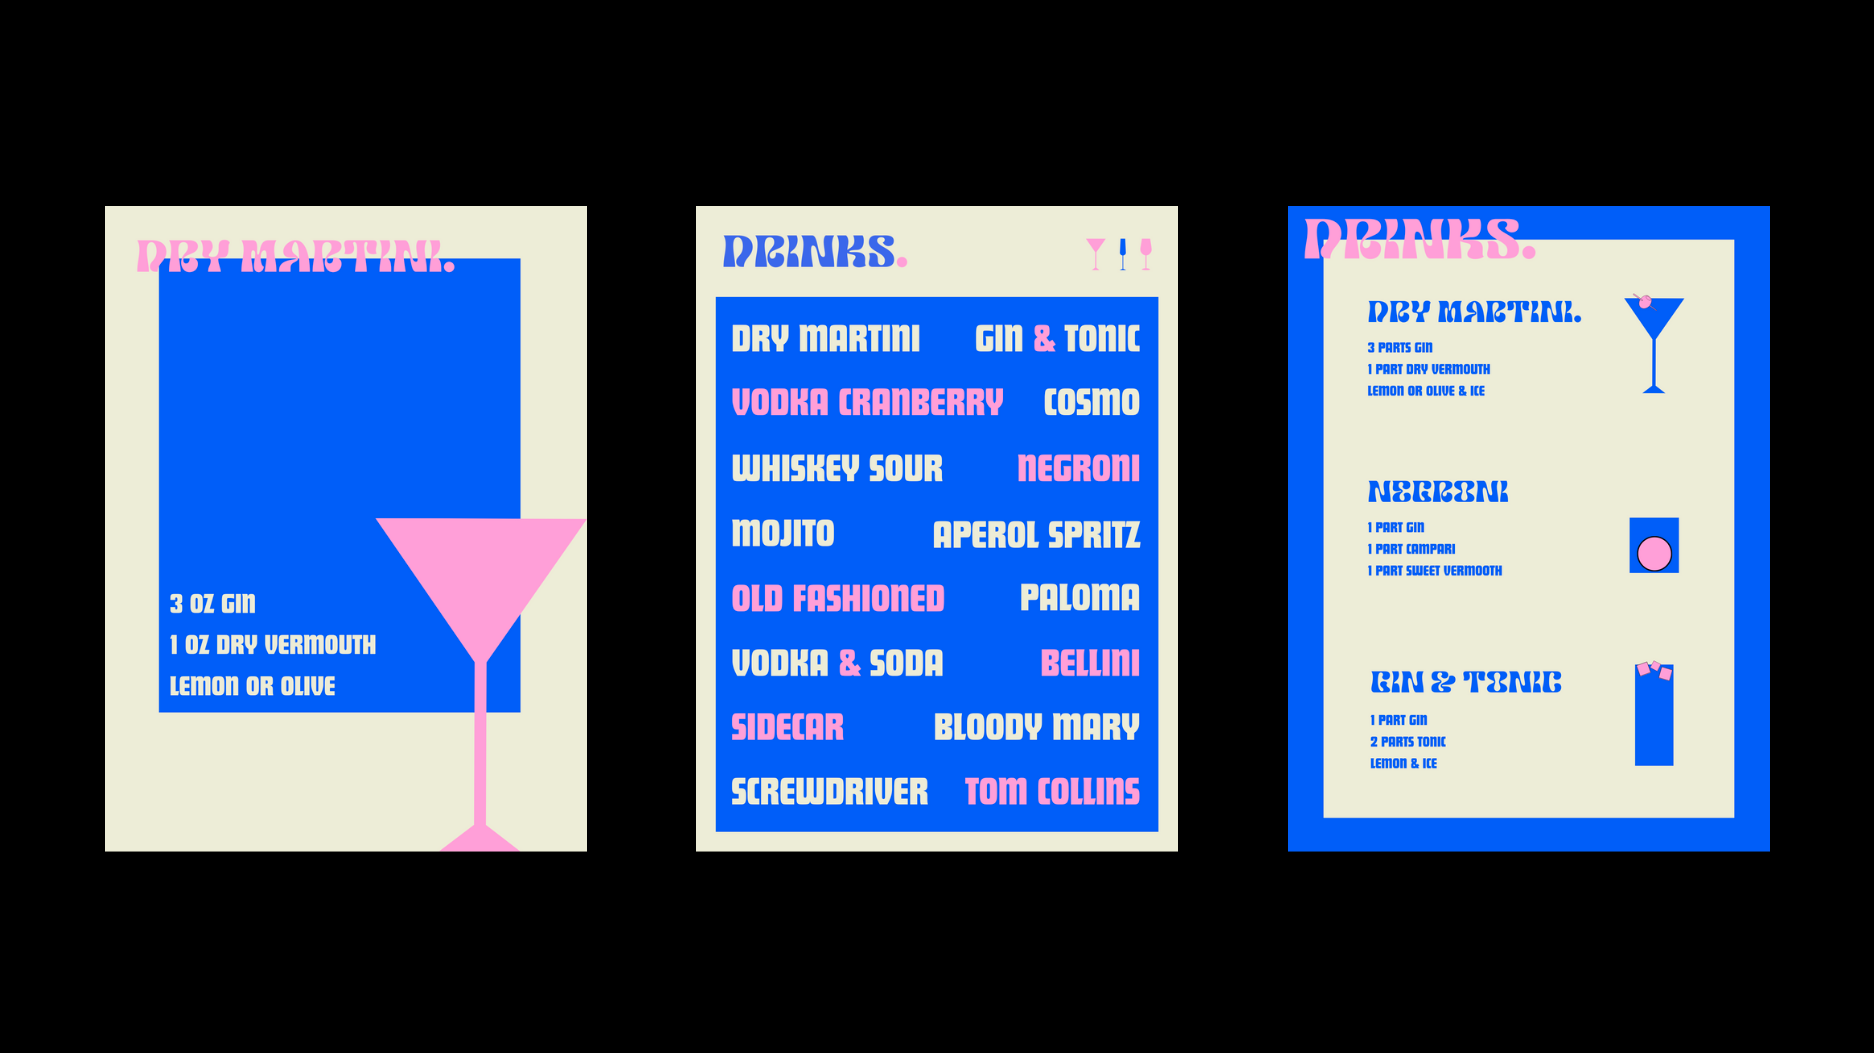 DRY MARTINI.
3 OZ GIN
1 OZ DRY VERMOUTH
LEMON OR OLIVE
DRINKS.
DRY MARTINI GIN & TONIC
VODKA CRANBERRY COSMO
WHISKEY SOUR NEGRONI
MOJITO APEROL SPRITZ
OLD FASHIONED PALOMA
VODKA & SODA BELLINI
SIDECAR BLOODY MARY
SCREWDRIVER TOM COLLINS
DRINKS.
DRY MARTINI.
3 PARTS GIN
1 PART DRY VERMOUTH
LEMON OR OLIVE & ICE
NEGRONI
1 PART GIN
1 PART CAMPARI
1 PART SWEET VERMOOTH
GIN & TONIC
1 PART GIN
2 PARTS TONIC
LEMON & ICE